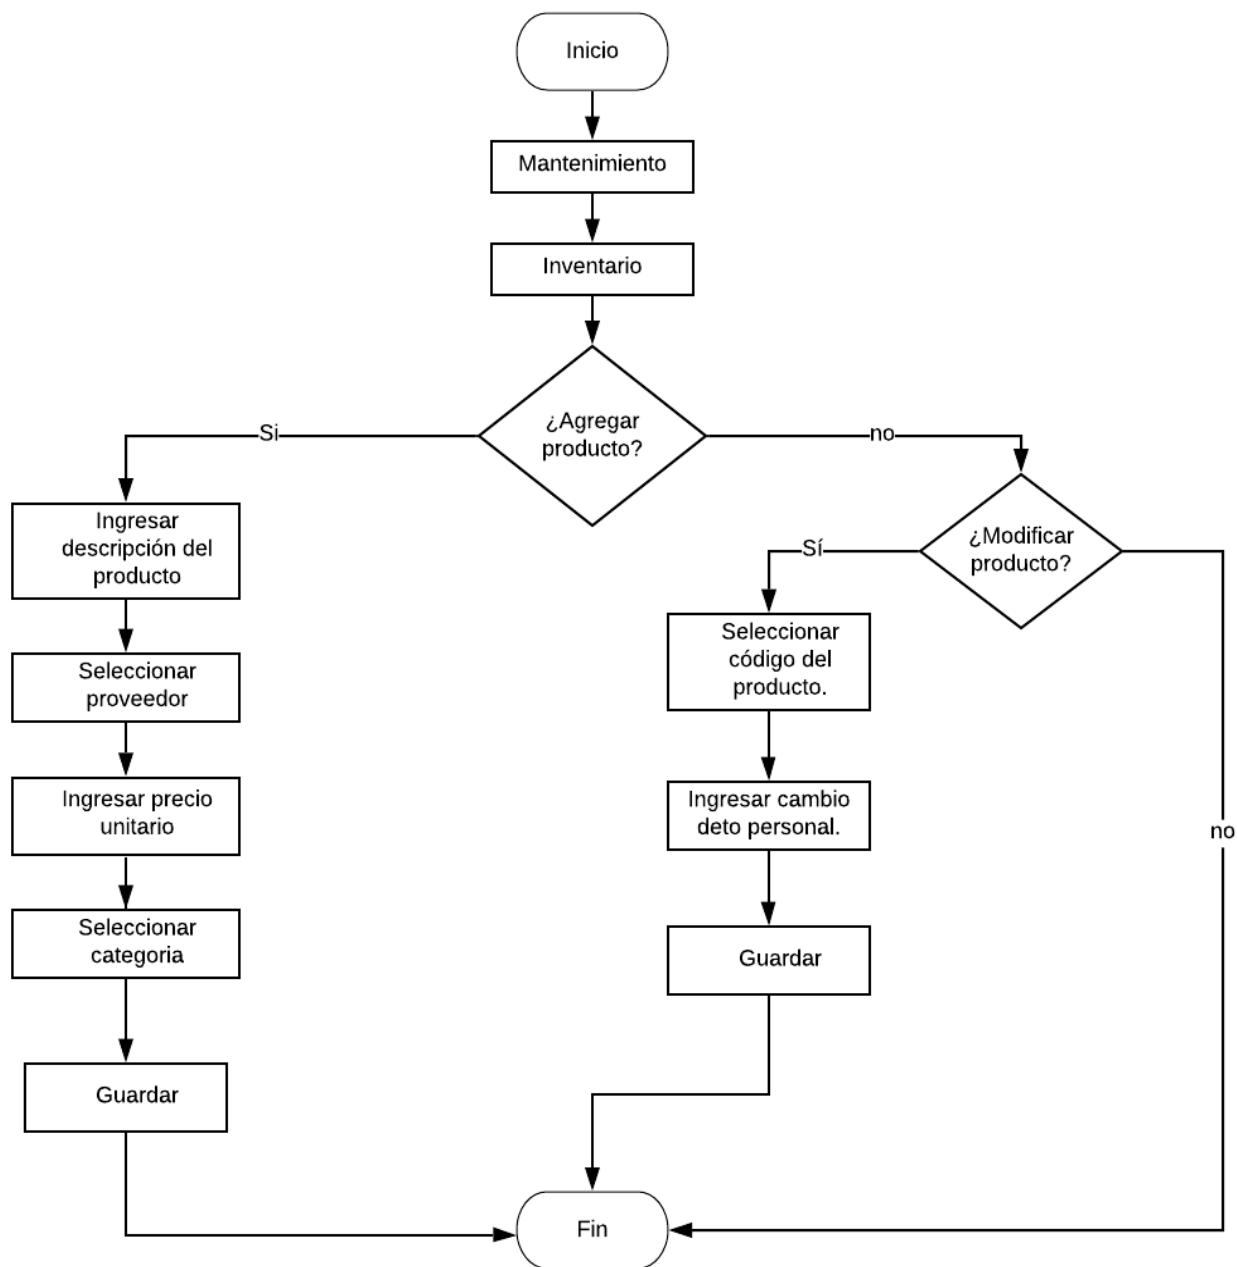 Inicio
Mantenimiento
Inventario
¿Agregar
producto?
Si
no
Ingresar
descripción del
producto
Seleccionar
proveedor
Ingresar precio
unitario
Seleccionar
categoria
Guardar
¿Modificar
producto?
Sí
no
Seleccionar
código del
producto.
Ingresar cambio
deto personal.
Guardar
Fin